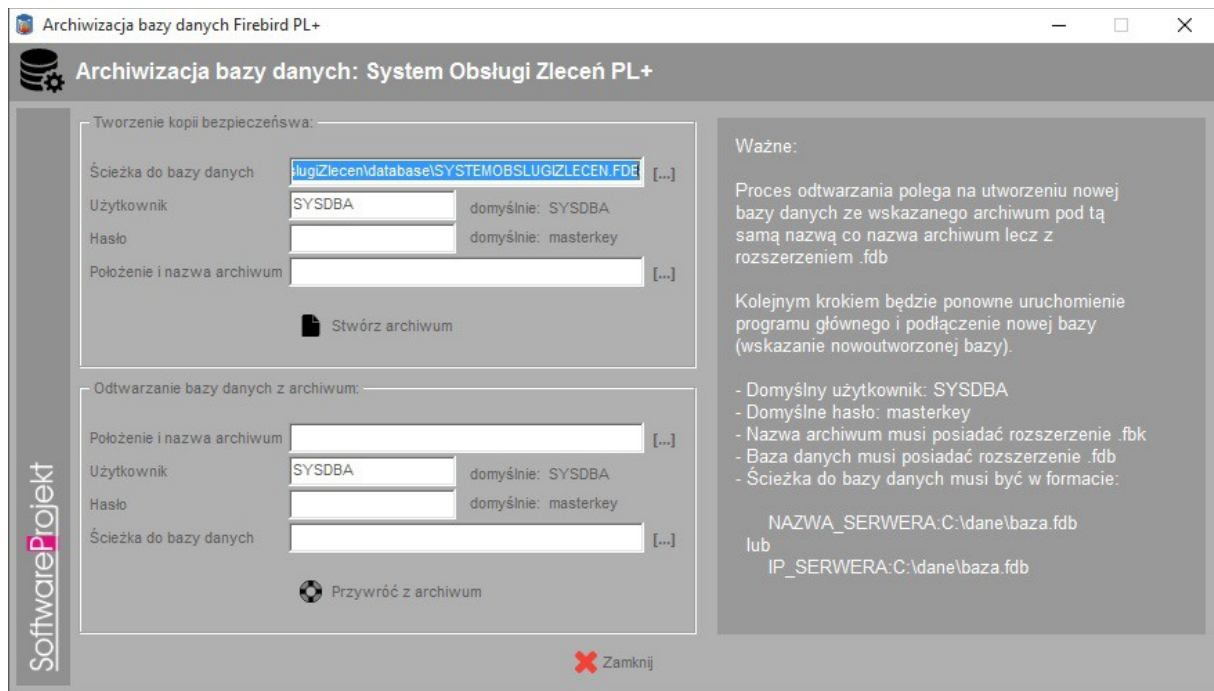 Archiwizacja bazy danych Firebird PL+
Archiwizacja bazy danych: System Obsługi Zleceń PL+
Tworzenie kopii bezpieczeńswa:
Ścieżka do bazy danych
slugiZlecen\database\SYSTEMOBSLUGIZLECEN.FDB
[...]
Użytkownik
SYSDBA
domyślnie: SYSDBA
Hasło
domyślnie: masterkey
Położenie i nazwa archiwum
[...]
Stwórz archiwum
Odtwarzanie bazy danych z archiwum:
Położenie i nazwa archiwum
[...]
Użytkownik
SYSDBA
domyślnie: SYSDBA
Hasło
domyślnie: masterkey
Ścieżka do bazy danych
[...]
Przywróć z archiwum
Ważne:
Proces odtwarzania polega na utworzeniu nowej
bazy danych ze wskazanego archiwum pod tą
samą nazwą co nazwa archiwum lecz z
rozszerzeniem .fdb
Kolejnym krokiem będzie ponowne uruchomienie
programu głównego i podłączenie nowej bazy
(wskazanie nowoutworzonej bazy).
- Domyślny użytkownik: SYSDBA
- Domyślne hasło: masterkey
- Nazwa archiwum musi posiadać rozszerzenie .fbk
- Baza danych musi posiadać rozszerzenie .fdb
- Ścieżka do bazy danych musi być w formacie:
NAZWA_SERWERA:C:\dane\baza.fdb
lub
IP_SERWERA:C:\dane\baza.fdb
SoftwareProjekt
Zamknij